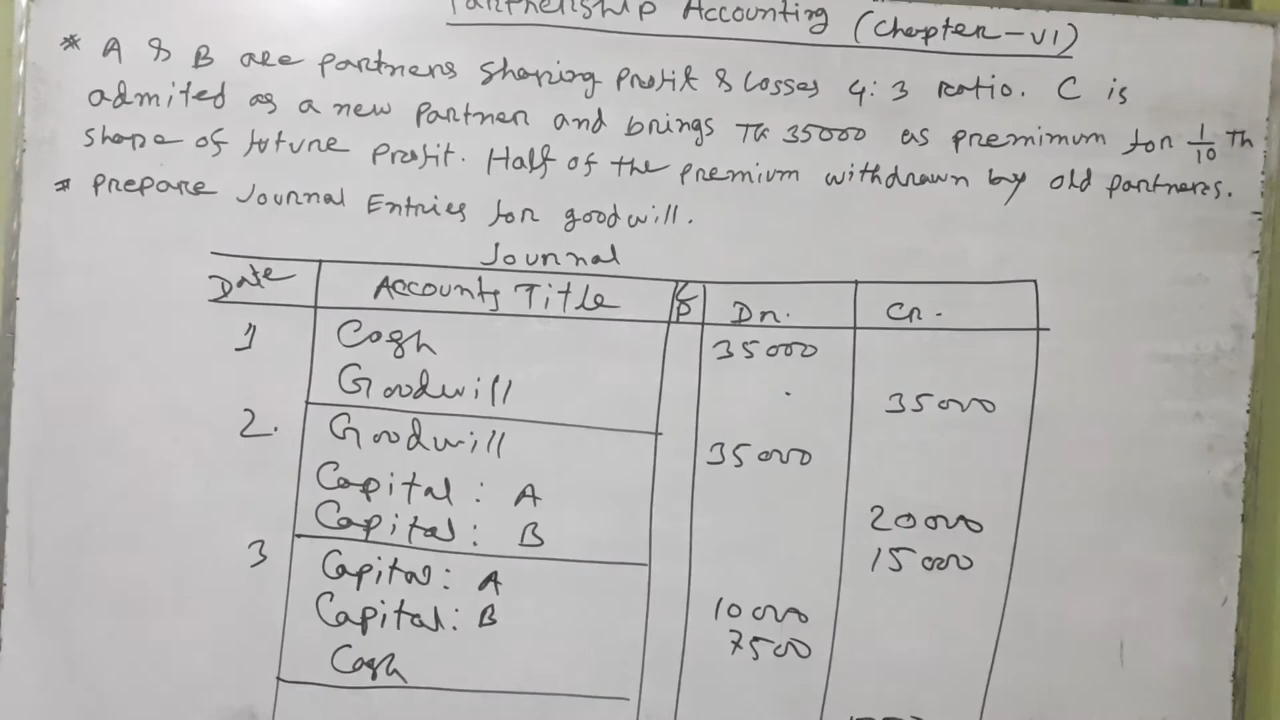 Partnership Accounting (Chapter-VI)
* A & B are partners sharing Profit & Losses 4:3 ratio. C is
admited as a new Partner and brings Tk 35000 as premimum for 1/10 Th
share of future Profit. Half of the premium withdrawn by old partners.
* Prepare Journal Entries for goodwill.
Journal
Date Accounts Title Dr. Cr.
1 Cash 35000
Goodwill 35000
2. Goodwill 35000
Capital: A 20000
Capital: B 15000
3 Capital: A 10000
Capital: B 7500
Cash